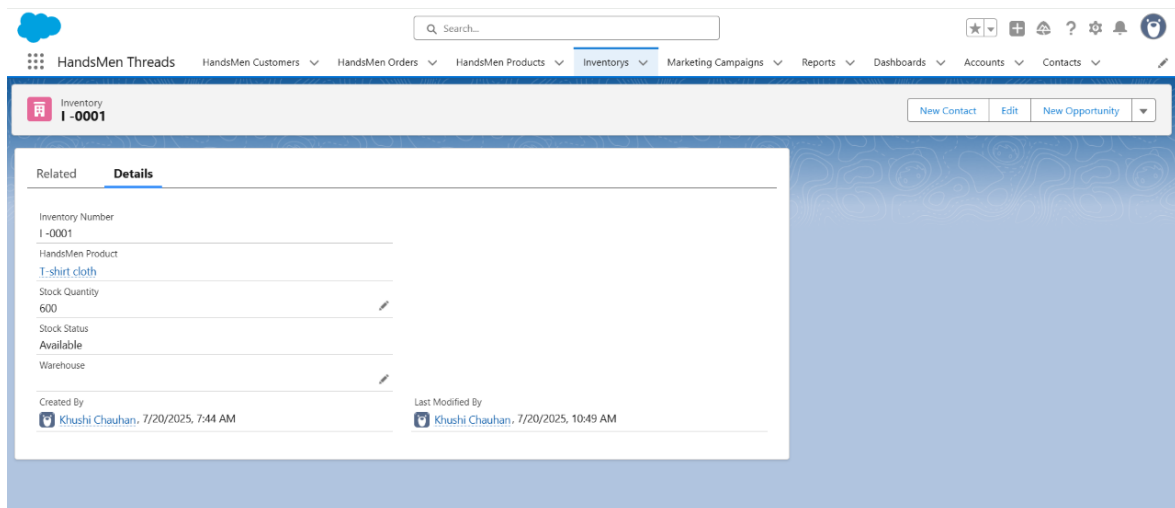 Search...
HandsMen Threads HandsMen Customers HandsMen Orders HandsMen Products Inventorys Marketing Campaigns Reports Dashboards Accounts Contacts
Inventory
I -0001
New Contact Edit New Opportunity
Related Details
Inventory Number
I -0001
HandsMen Product
T-shirt cloth
Stock Quantity
600
Stock Status
Available
Warehouse
Created By Last Modified By
Khushi Chauhan, 7/20/2025, 7:44 AM Khushi Chauhan, 7/20/2025, 10:49 AM